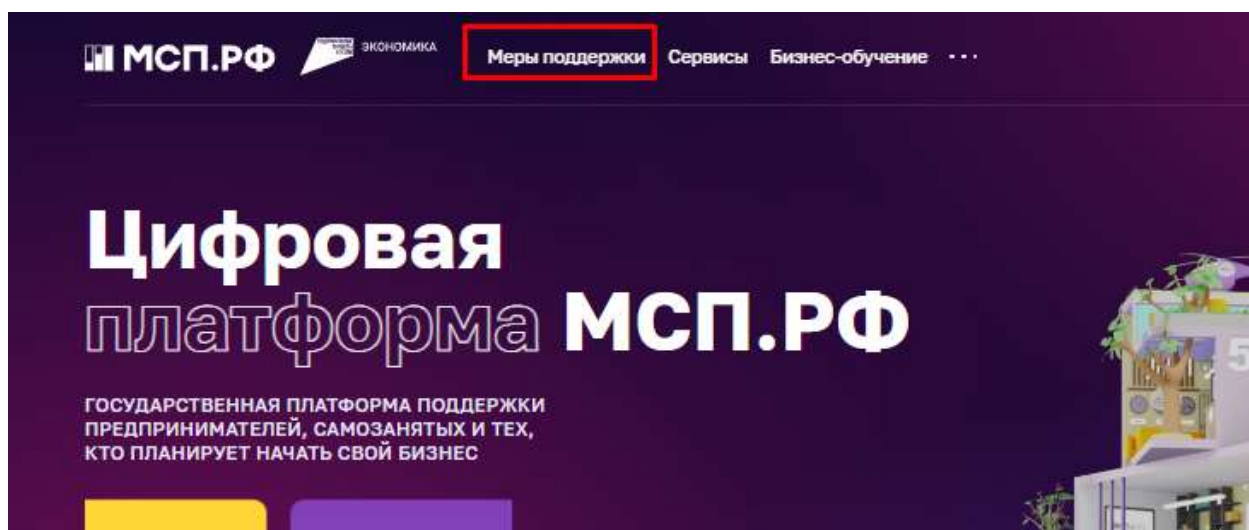 МСП.РФ
ЭКОНОМИКА
Меры поддержки Сервисы Бизнес-обучение ···
Цифровая
платформа МСП.РФ
ГОСУДАРСТВЕННАЯ ПЛАТФОРМА ПОДДЕРЖКИ
ПРЕДПРИНИМАТЕЛЕЙ, САМОЗАНЯТЫХ И ТЕХ,
КТО ПЛАНИРУЕТ НАЧАТЬ СВОЙ БИЗНЕС
5